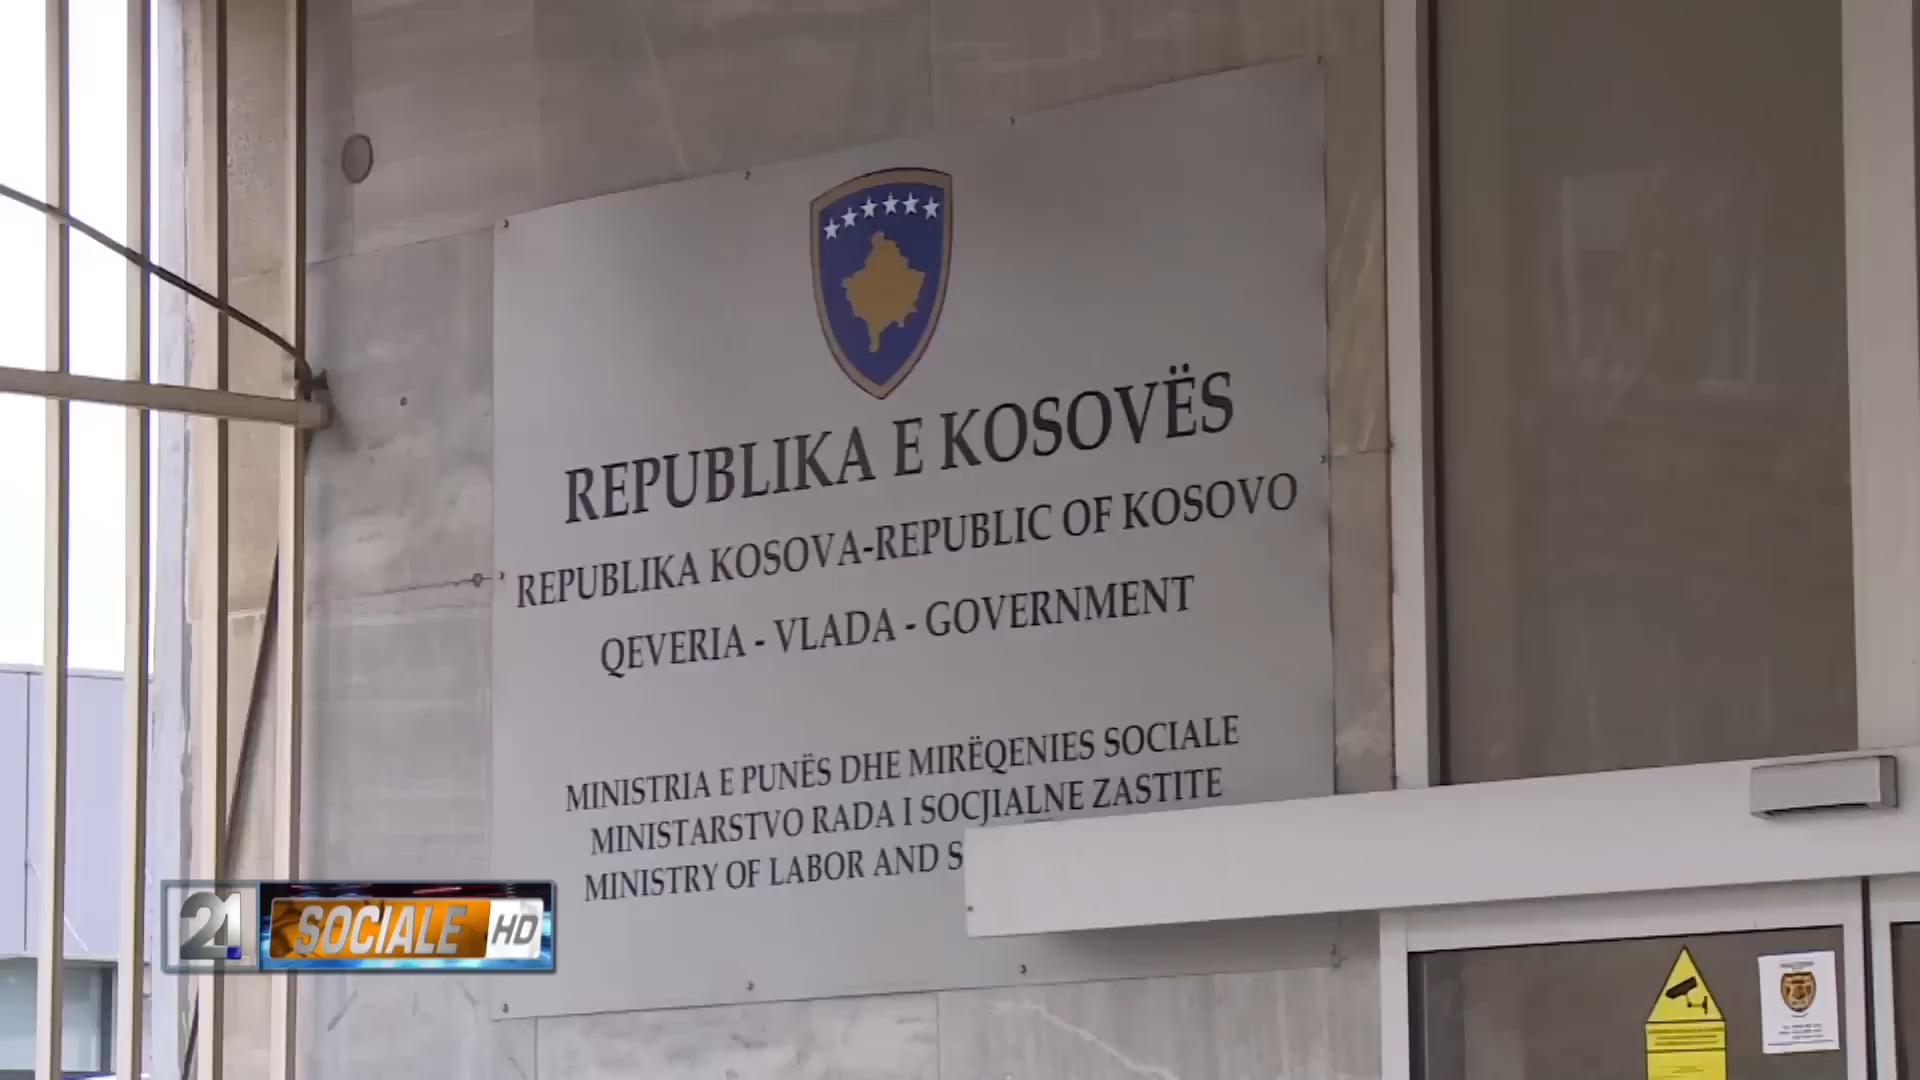 REPUBLIKA E KOSOVËS
REPUBLIKA KOSOVA-REPUBLIC OF KOSOVO
QEVERIA - VLADA - GOVERNMENT
MINISTRIA E PUNËS DHE MIRËQENIES SOCIALE
MINISTARSTVO RADA I SOCJIALNE ZASTITE
MINISTRY OF LABOR AND S
21 SOCIALE HD